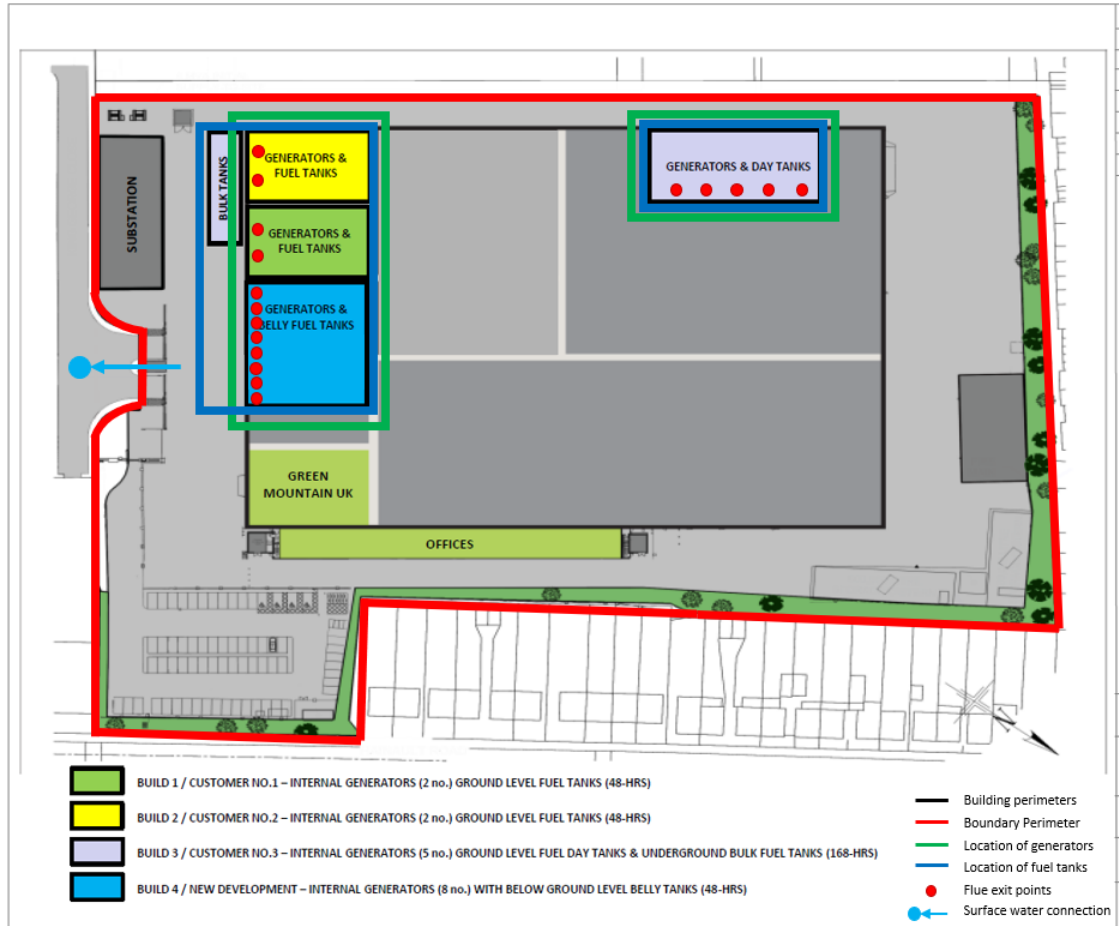 SUBSTATION
BULK TANKS
GENERATORS &
FUEL TANKS
GENERATORS & DAY TANKS
GENERATORS &
FUEL TANKS
GENERATORS &
BELLY FUEL TANKS
GREEN
MOUNTAIN UK
OFFICES
N
BUILD 1 / CUSTOMER NO.1 – INTERNAL GENERATORS (2 no.) GROUND LEVEL FUEL TANKS (48-HRS)
BUILD 2 / CUSTOMER NO.2 – INTERNAL GENERATORS (2 no.) GROUND LEVEL FUEL TANKS (48-HRS)
BUILD 3 / CUSTOMER NO.3 – INTERNAL GENERATORS (5 no.) GROUND LEVEL FUEL DAY TANKS & UNDERGROUND BULK FUEL TANKS (168-HRS)
BUILD 4 / NEW DEVELOPMENT – INTERNAL GENERATORS (8 no.) WITH BELOW GROUND LEVEL BELLY TANKS (48-HRS)
Building perimeters
Boundary Perimeter
Location of generators
Location of fuel tanks
Flue exit points
Surface water connection